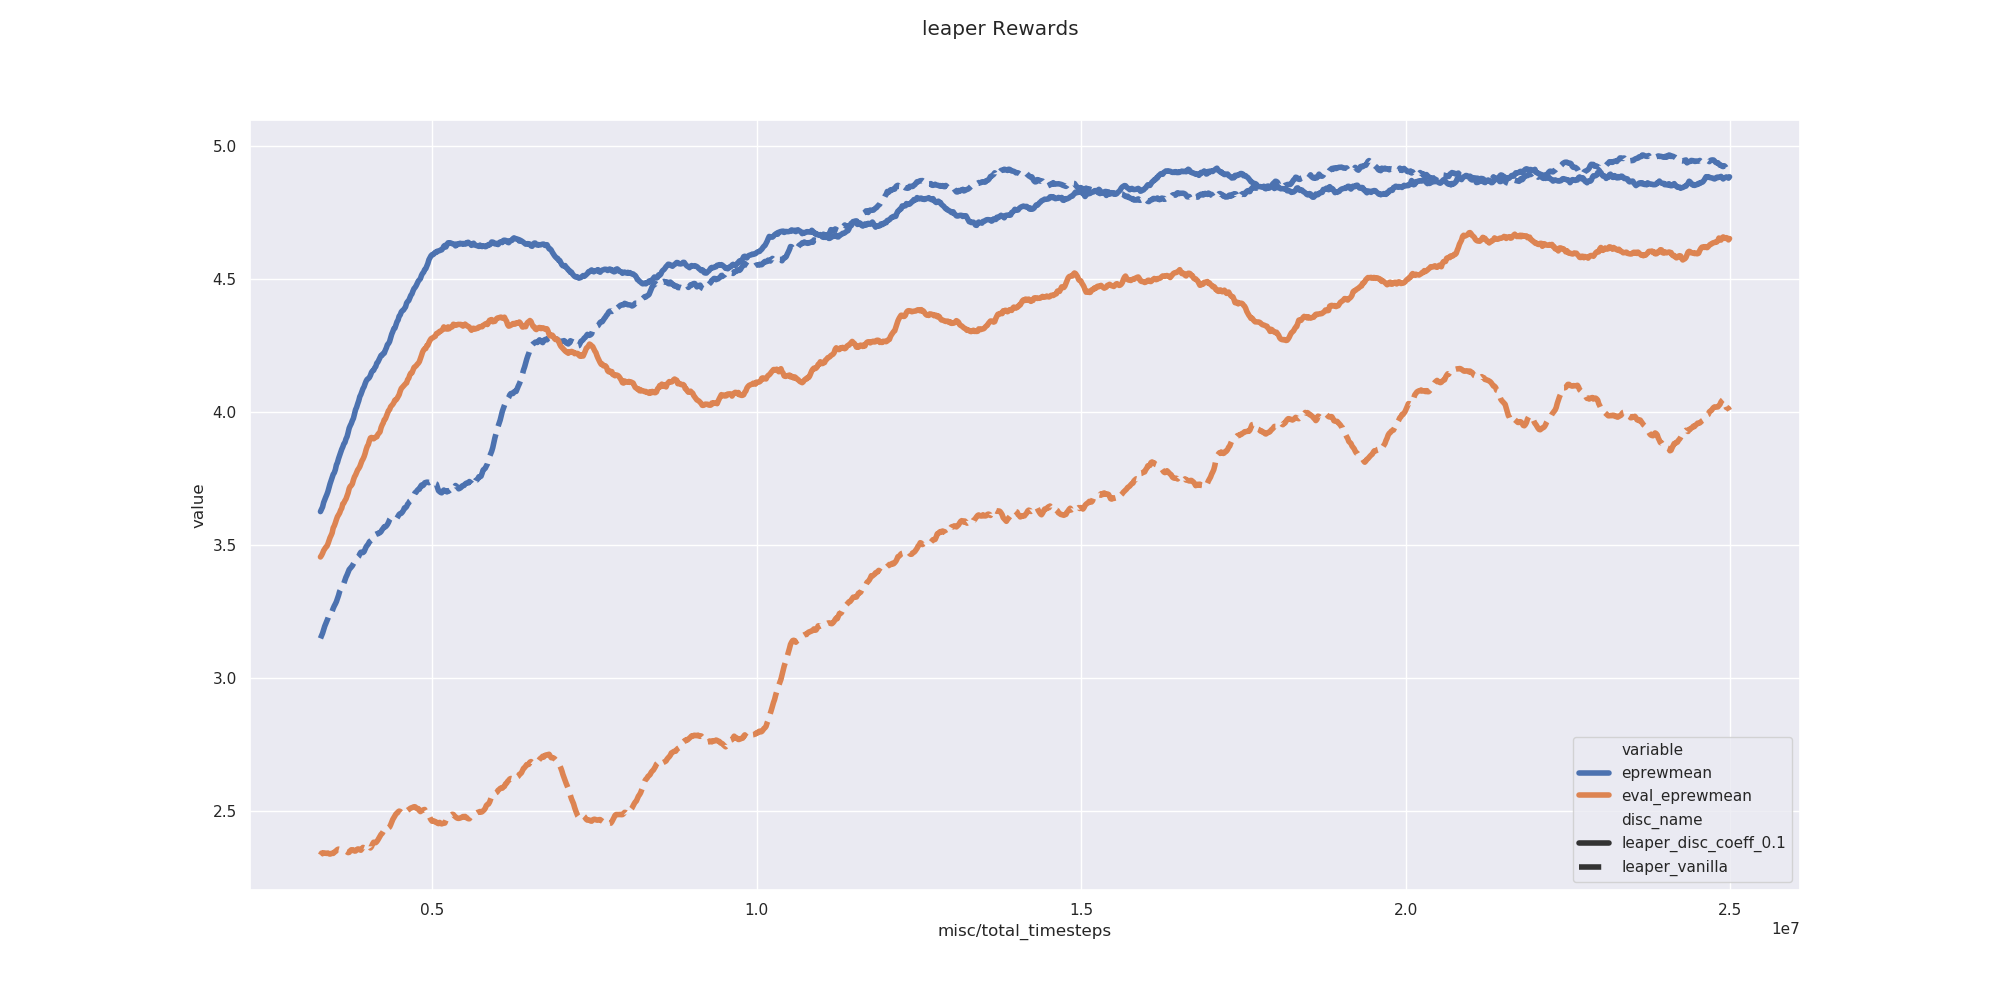 leaper Rewards
5.0
4.5
4.0
3.5
3.0
2.5
value
0.5
1.0
1.5
2.0
2.5
1e7
misc/total_timesteps
variable
eprewmean
eval_eprewmean
disc_name
leaper_disc_coeff_0.1
leaper_vanilla